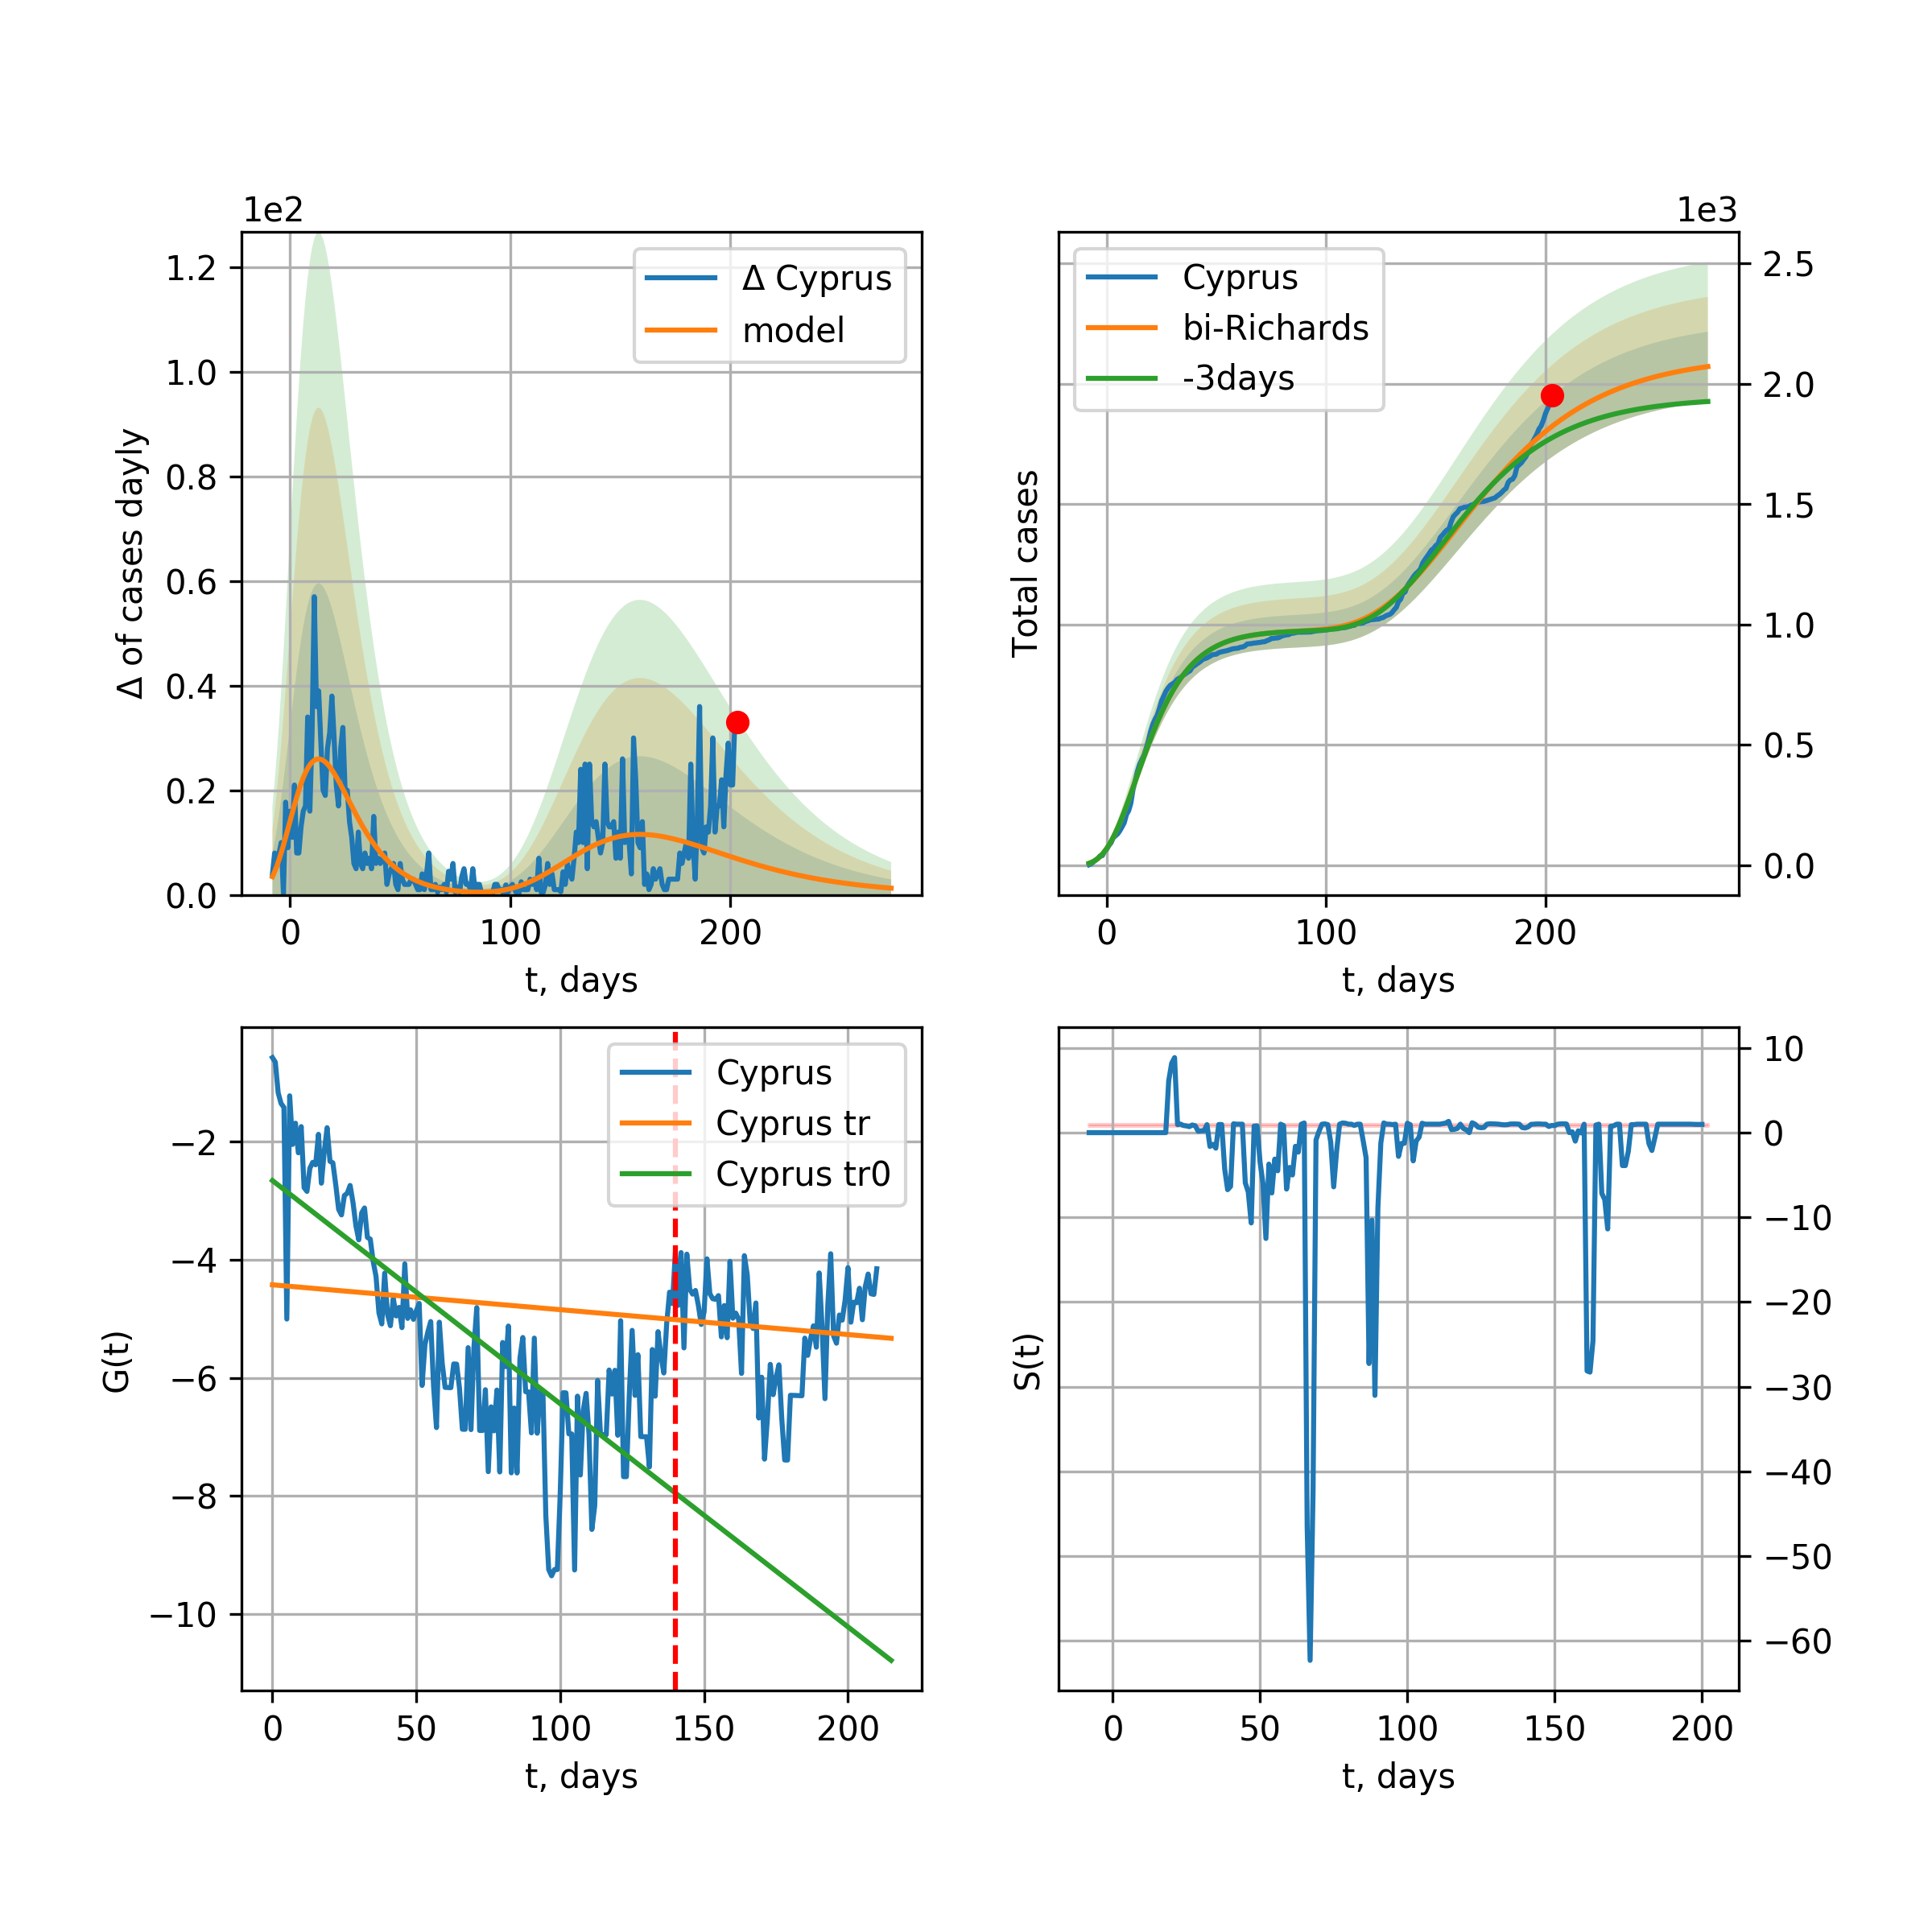 1e2
Δ of cases dayly
1.2
1.0
0.8
0.6
0.4
0.2
0.0
Δ Cyprus
model
0 100 200
t, days
1e3
Total cases
Cyprus
bi-Richards
-3days
2.5
2.0
1.5
1.0
0.5
0.0
0 100 200
t, days
G(t)
−2
−4
−6
−8
−10
Cyprus
Cyprus tr
Cyprus tr0
0 50 100 150 200
t, days
S(t)
10
0
−10
−20
−30
−40
−50
−60
0 50 100 150 200
t, days